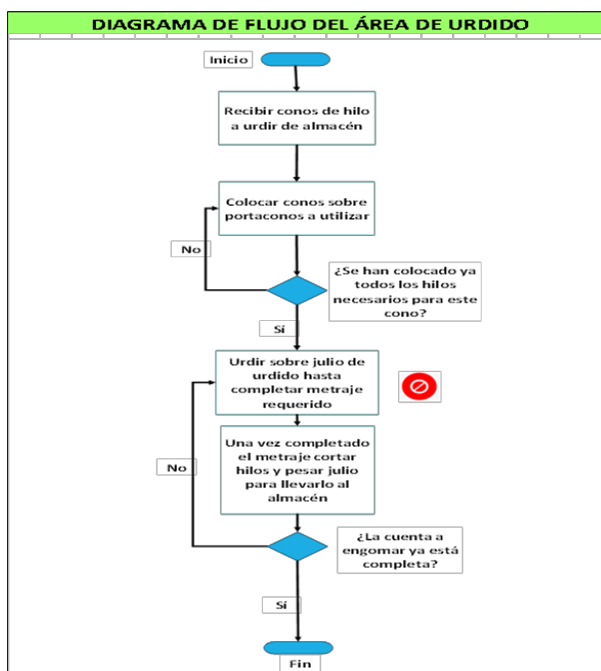 DIAGRAMA DE FLUJO DEL ÁREA DE URDIDO
Inicio
Recibir conos de hilo
a urdir de almacén
Colocar conos sobre
portaconos a utilizar
No
¿Se han colocado ya
todos los hilos
necesarios para este
cono?
Sí
Urdir sobre julio de
urdido hasta
completar metraje
requerido
Una vez completado
el metraje cortar
hilos y pesar julio
para llevarlo al
almacén
No
¿La cuenta a
engomar ya está
completa?
Sí
Fin